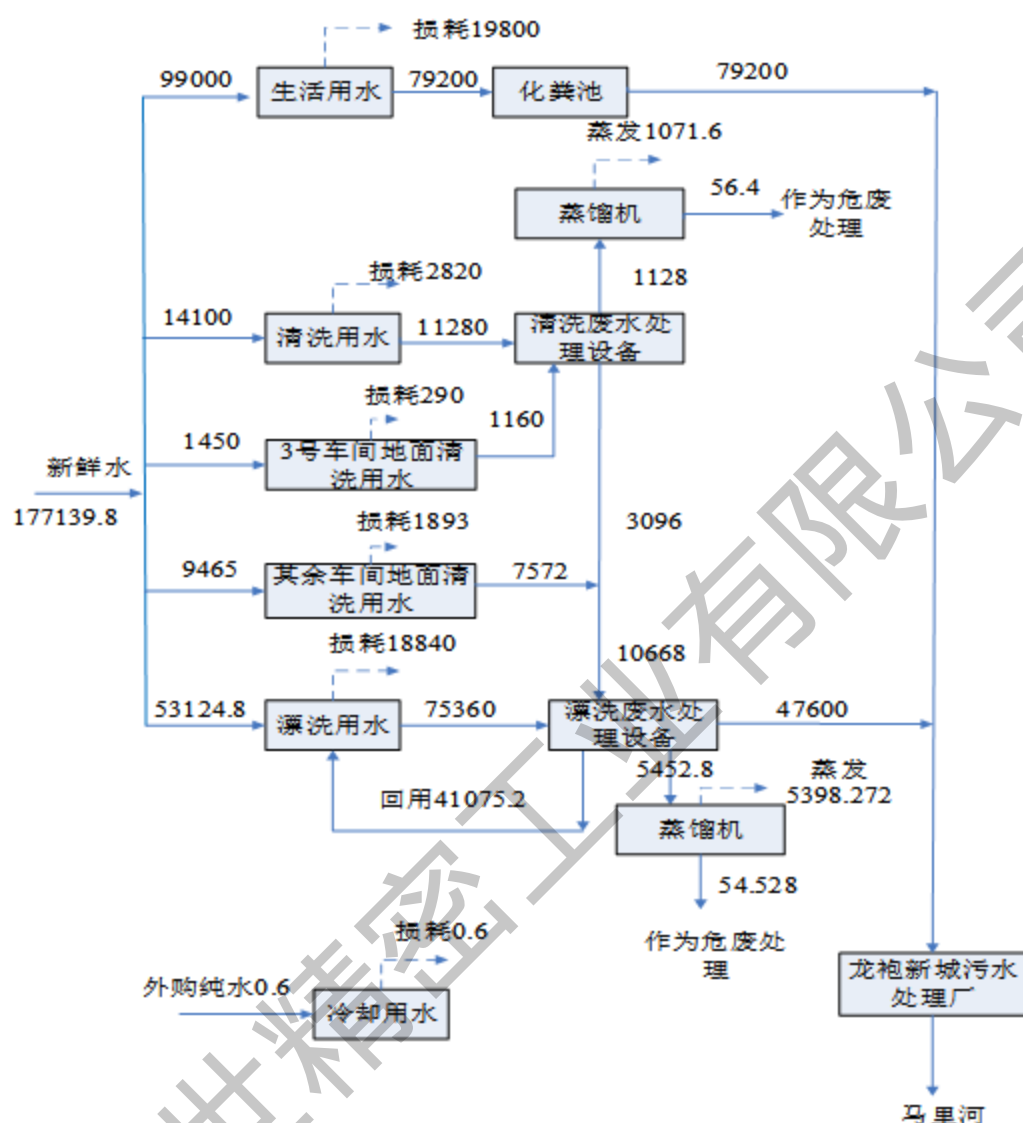 损耗19800
99000
生活用水
79200
化粪池
79200
蒸发1071.6
蒸馏机
56.4
作为危废
处理
1128
损耗2820
14100
清洗用水
11280
清洗废水处
理设备
损耗290
1450
3号车间地面清
洗用水
1160
新鲜水
177139.8
损耗1893
9465
其余车间地面清
洗用水
7572
3096
损耗18840
10668
53124.8
漂洗用水
75360
漂洗废水处
理设备
47600
回用41075.2
5452.8
蒸发
5398.272
蒸馏机
54.528
作为危废处
理
损耗0.6
外购纯水0.6
冷却用水
龙袍新城污水
处理厂
马里河
世精密工业有限公司